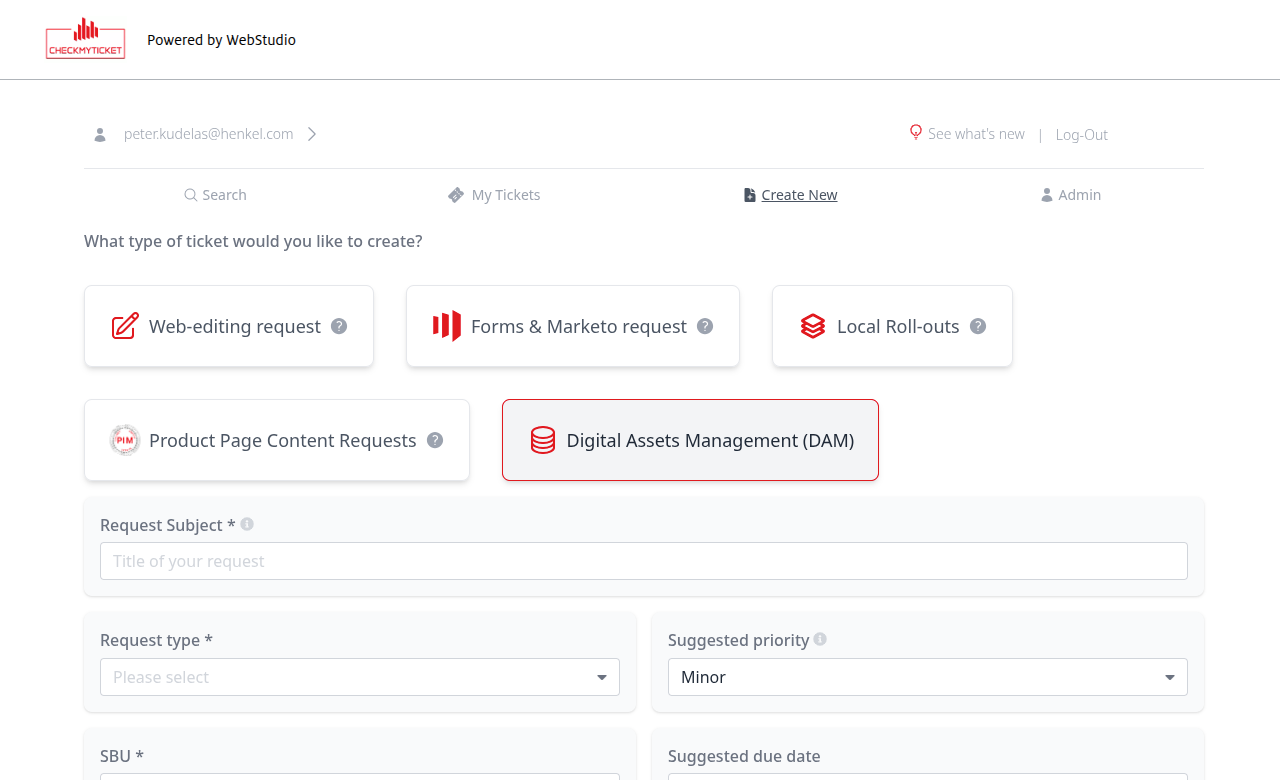 CHECKMYTICKET
Powered by WebStudio
peter.kudelas@henkel.com
See what's new | Log-Out
Search
My Tickets
Create New
Admin
What type of ticket would you like to create?
Web-editing request ?
Forms & Marketo request ?
Local Roll-outs ?
PIM
Product Page Content Requests ?
Digital Assets Management (DAM)
Request Subject *
Title of your request
Request type *
Please select
Suggested priority
Minor
SBU *
Suggested due date